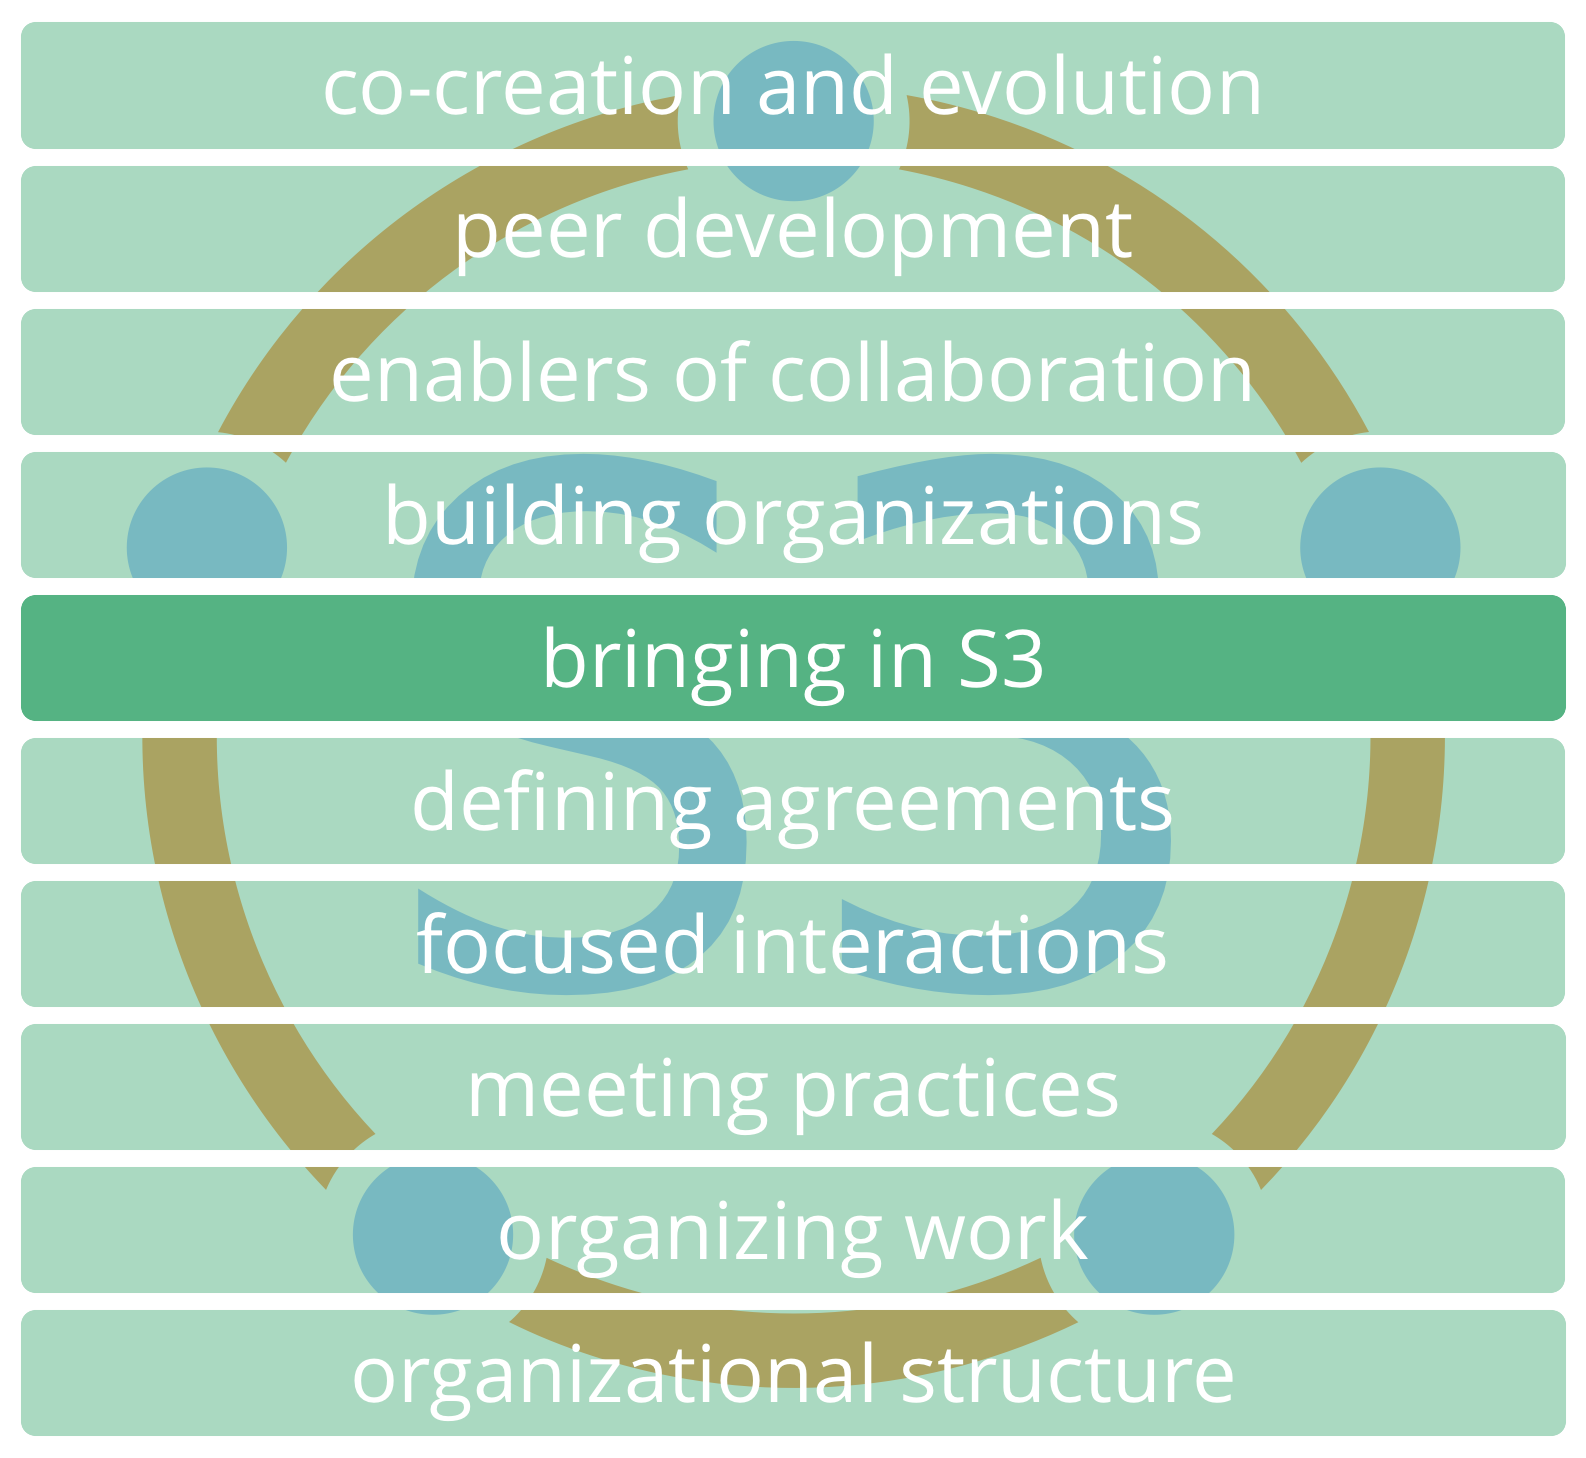 co-creation and evolution
peer development
enablers of collaboration
building organizations
bringing in S3
defining agreements
focused interactions
meeting practices
organizing work
organizational structure
S3